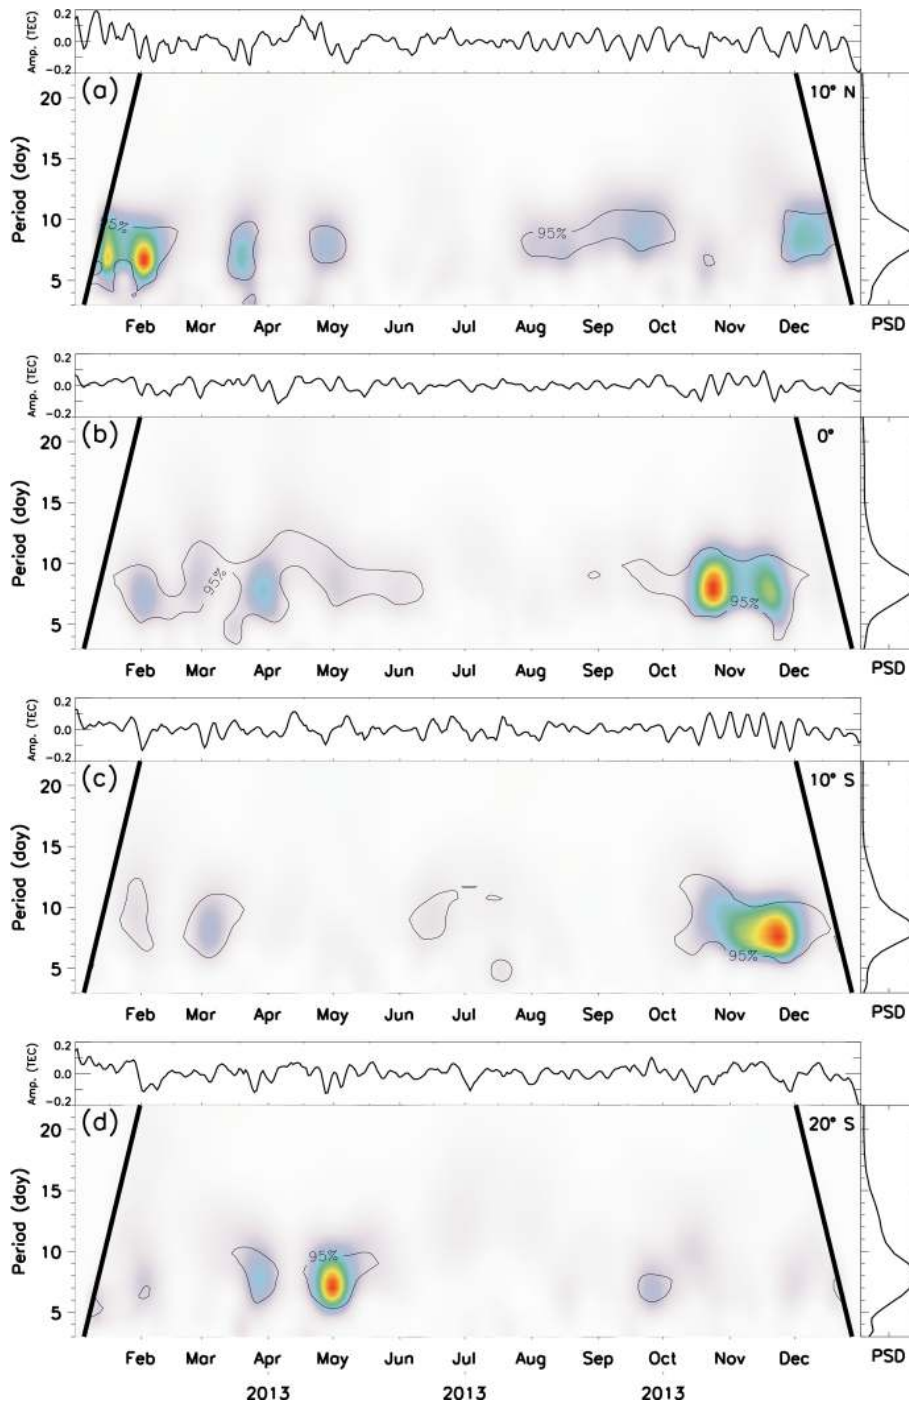 0.2
0.0
-0.2
Amp. (TEC)
(a)
10° N
20
15
10
5
Period (day)
95%
95%
Feb Mar Apr May Jun Jul Aug Sep Oct Nov Dec PSD
0.2
0.0
-0.2
Amp. (TEC)
(b)
0°
20
15
10
5
Period (day)
95%
95%
Feb Mar Apr May Jun Jul Aug Sep Oct Nov Dec PSD
0.2
0.0
-0.2
Amp. (TEC)
(c)
10° S
20
15
10
5
Period (day)
95%
Feb Mar Apr May Jun Jul Aug Sep Oct Nov Dec PSD
0.2
0.0
-0.2
Amp. (TEC)
(d)
20° S
20
15
10
5
Period (day)
95%
Feb Mar Apr May Jun Jul Aug Sep Oct Nov Dec PSD
2013 2013 2013